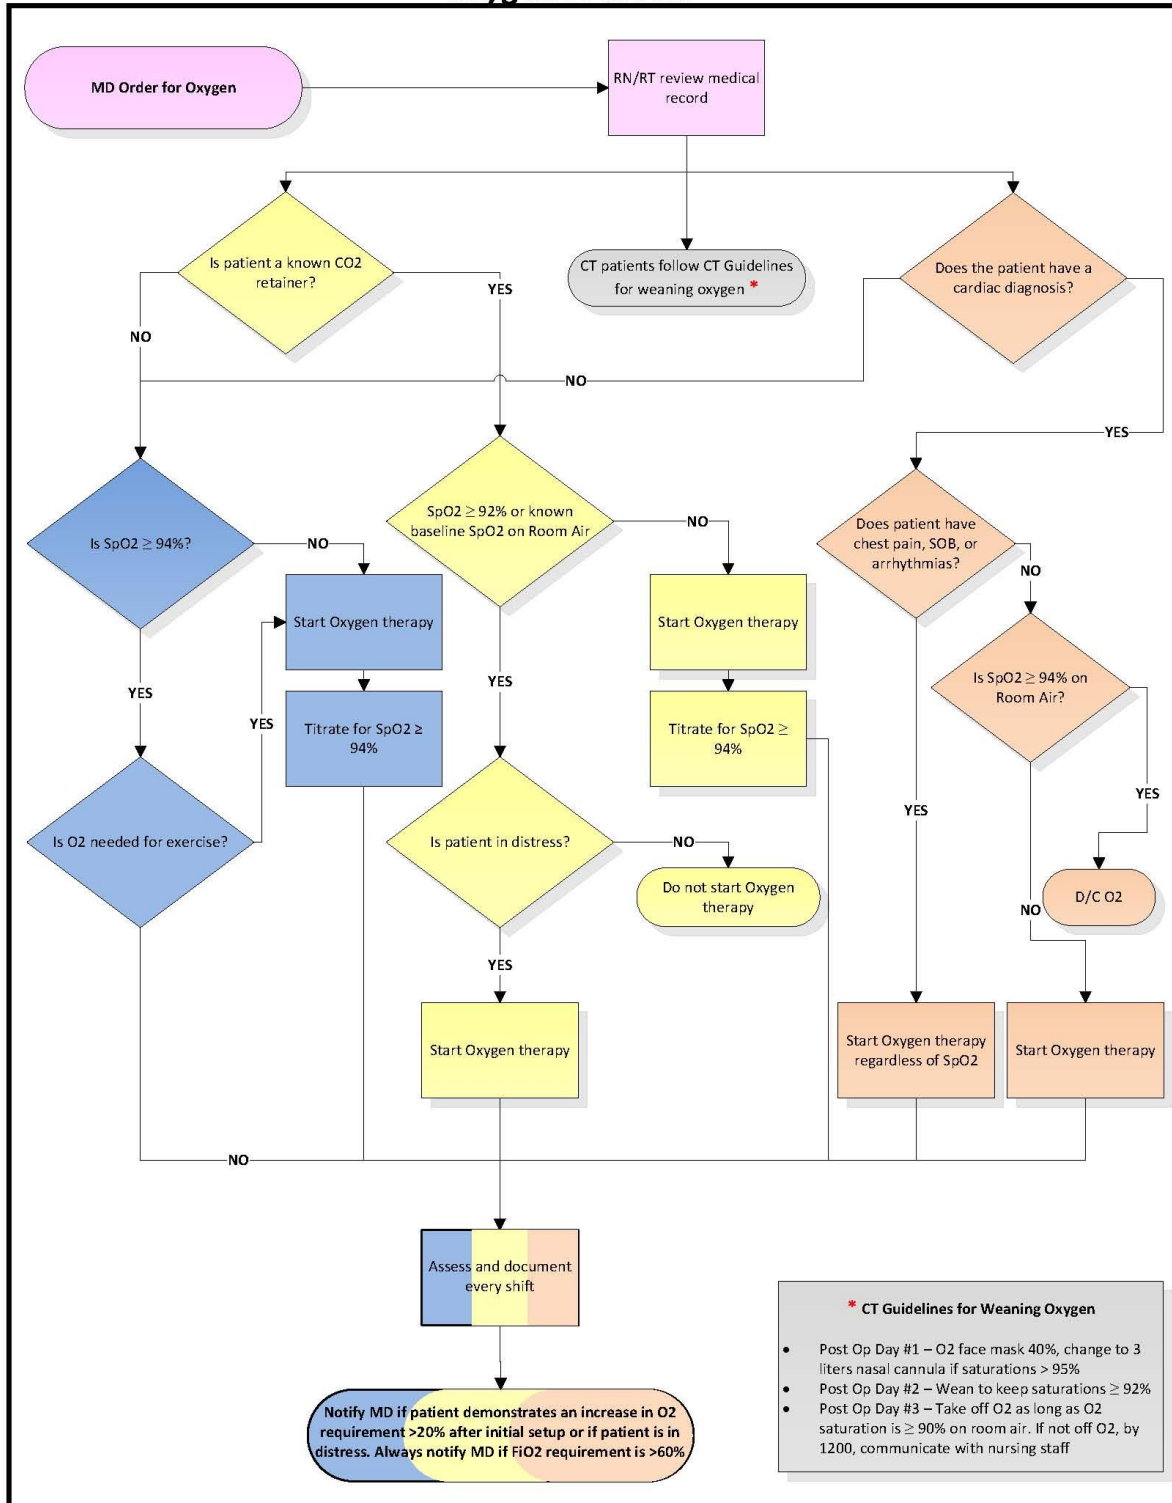 MD Order for Oxygen
RN/RT review medical
record
Is patient a known CO2
retainer?
CT patients follow CT Guidelines
for weaning oxygen *
Does the patient have a
cardiac diagnosis?
YES
NO
NO
YES
Is SpO2 ≥ 94%?
NO
SpO2 ≥ 92% or known
baseline SpO2 on Room Air
NO
Does patient have
chest pain, SOB, or
arrhythmias?
NO
Start Oxygen therapy
Start Oxygen therapy
Is SpO2 ≥ 94% on
Room Air?
YES
YES
YES
Titrate for SpO2 ≥
94%
Titrate for SpO2 ≥
94%
YES
YES
Is O2 needed for exercise?
Is patient in distress?
NO
Do not start Oxygen
therapy
D/C O2
NO
YES
Start Oxygen therapy
Start Oxygen therapy
regardless of SpO2
Start Oxygen therapy
NO
Assess and document
every shift
Notify MD if patient demonstrates an increase in O2
requirement >20% after initial setup or if patient is in
distress. Always notify MD if FiO2 requirement is >60%
* CT Guidelines for Weaning Oxygen
• Post Op Day #1 – O2 face mask 40%, change to 3
liters nasal cannula if saturations > 95%
• Post Op Day #2 – Wean to keep saturations ≥ 92%
• Post Op Day #3 – Take off O2 as long as O2
saturation is ≥ 90% on room air. If not off O2, by
1200, communicate with nursing staff